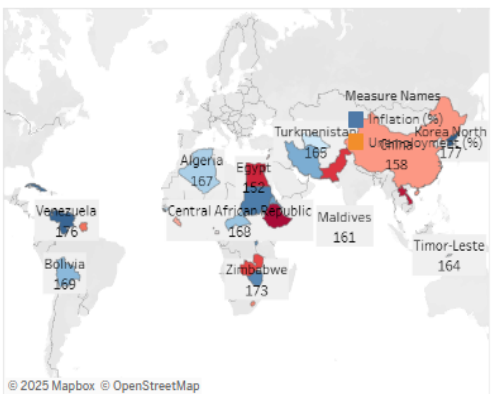 Measure Names
Inflation (%)
Unemployment (%)
Turkmenistan
165
Korea North
177
China
158
Algeria
167
Egypt
152
Venezuela
176
Central African Republic
168
Maldives
161
Timor-Leste
164
Bolivia
169
Zimbabwe
173
© 2025 Mapbox © OpenStreetMap